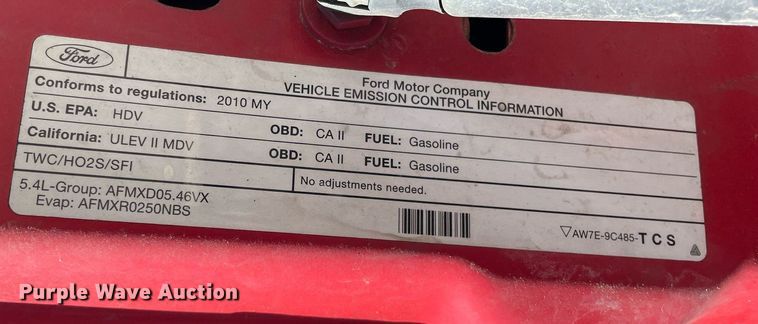 Ford
Ford Motor Company
VEHICLE EMISSION CONTROL INFORMATION
Conforms to regulations: 2010 MY
U.S. EPA: HDV OBD: CA II FUEL: Gasoline
California: ULEV II MDV OBD: CA II FUEL: Gasoline
TWC/HO2S/SFI
No adjustments needed.
5.4L-Group: AFMXD05.46VX
Evap: AFMXR0250NBS
▽AW7E-9C485-T C S
Purple Wave Auction